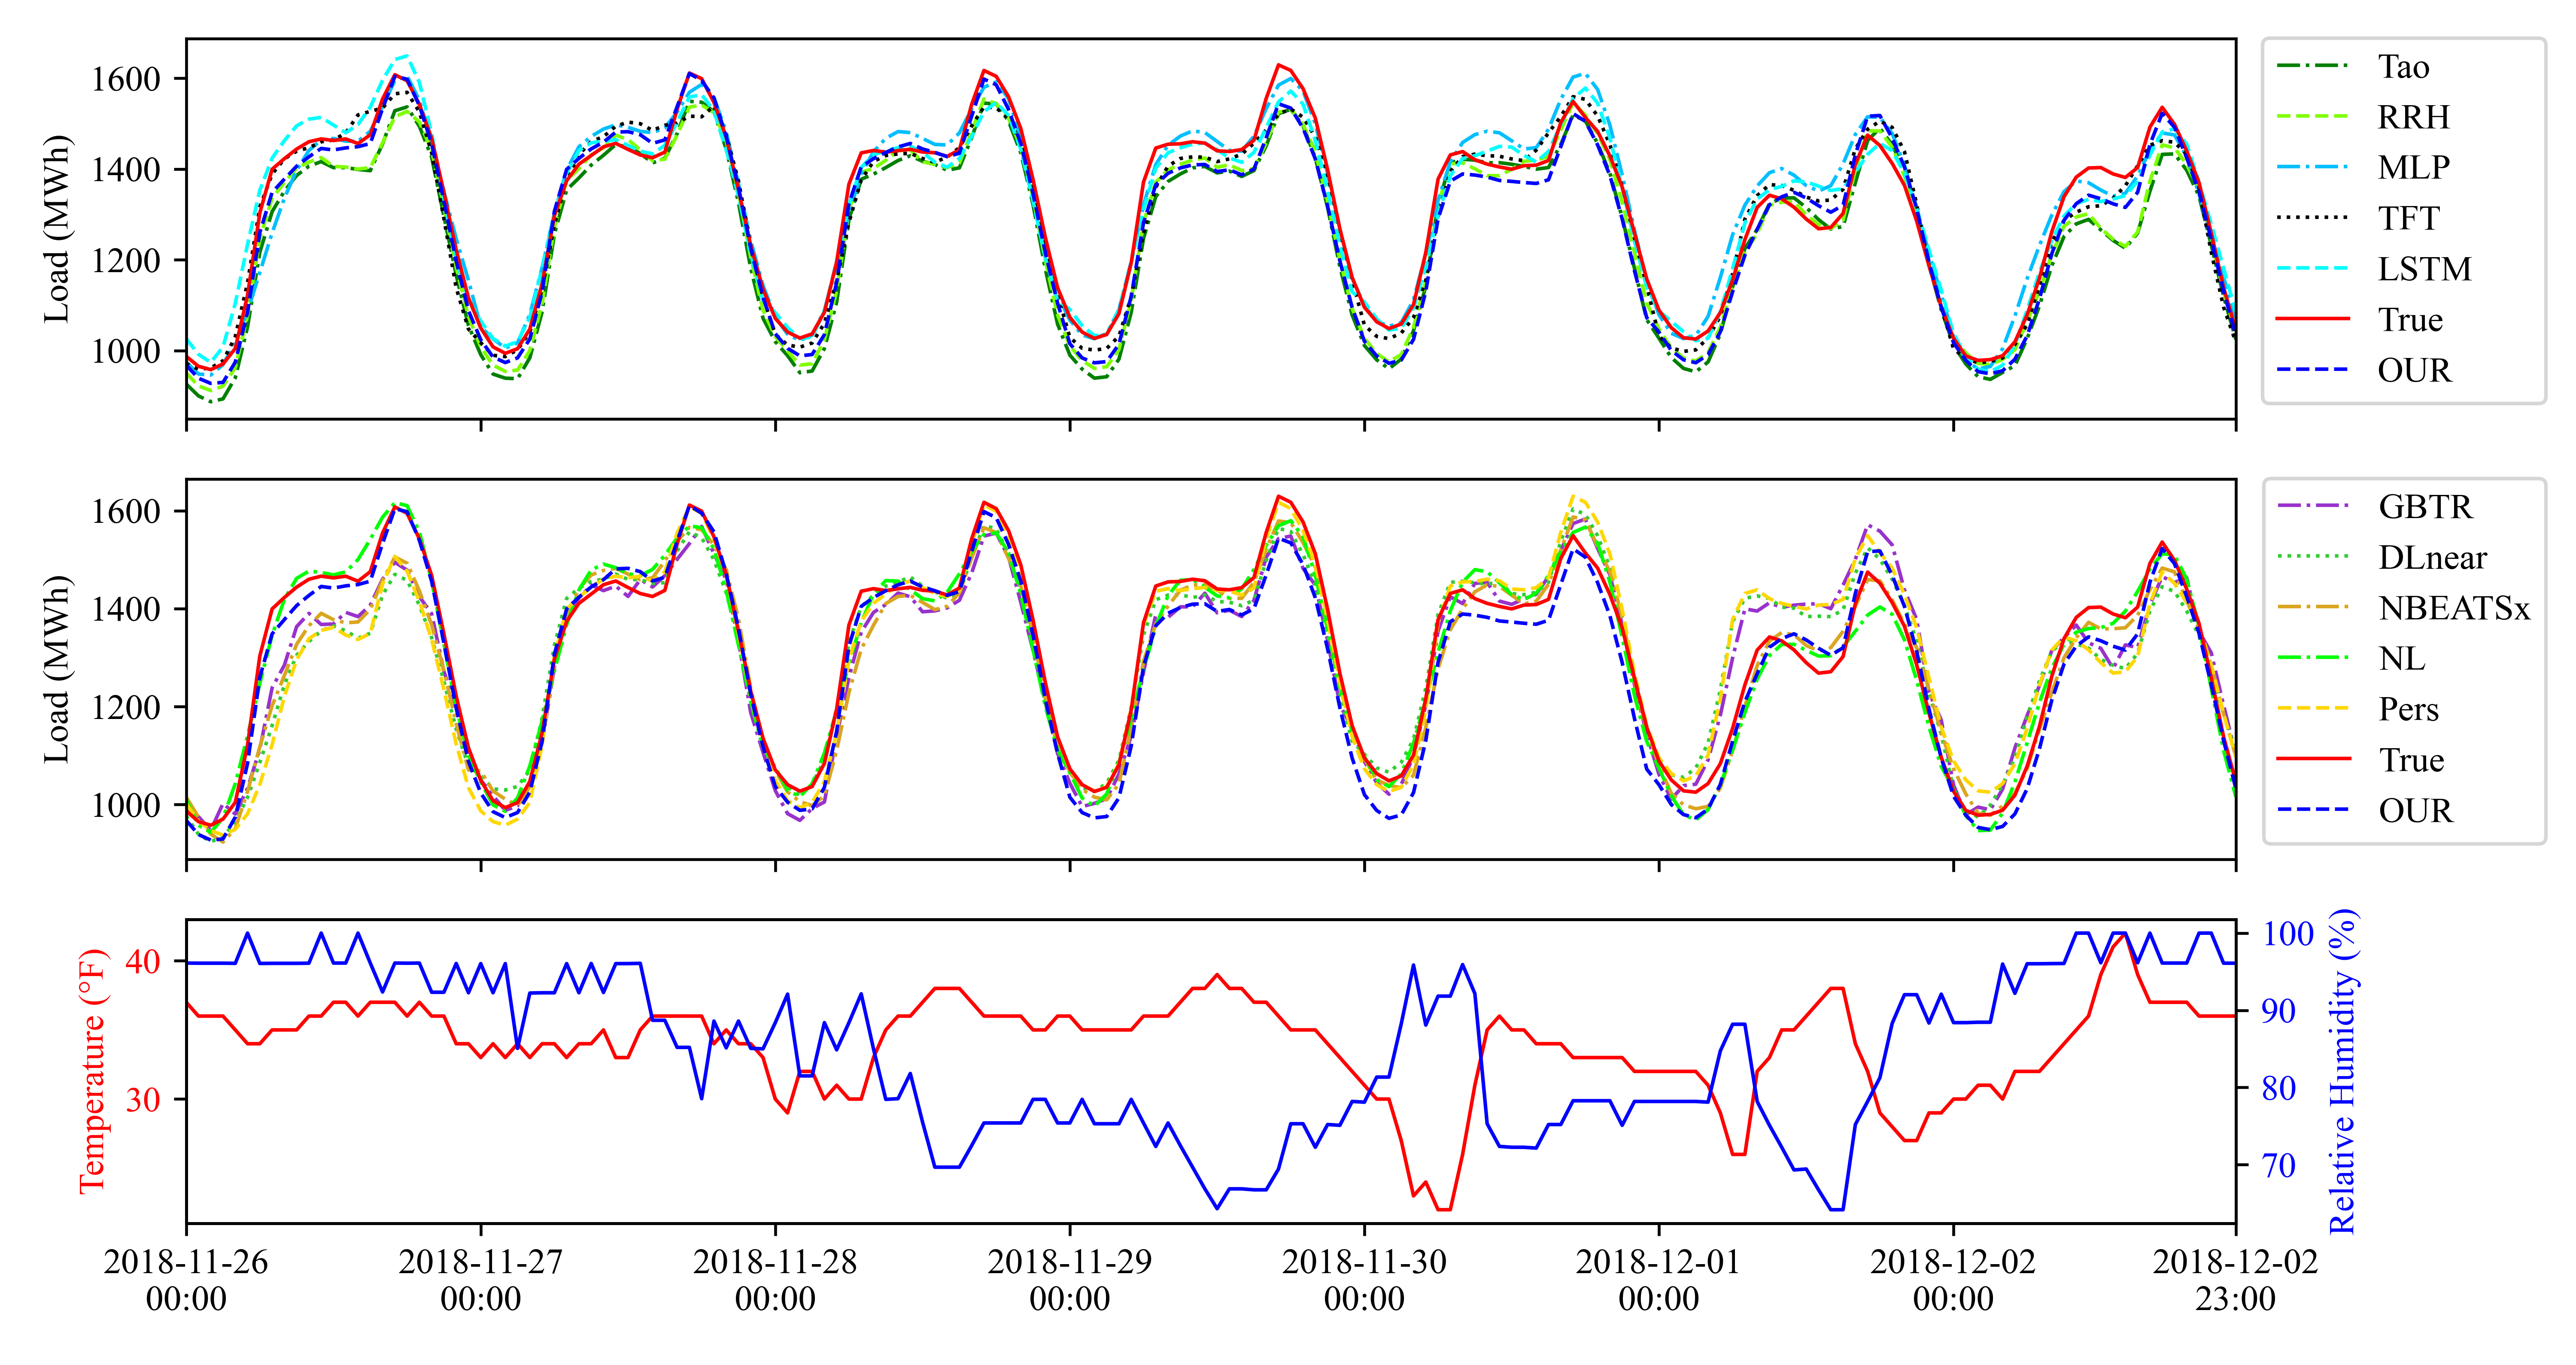 1600
1400
1200
1000
Load (MWh)
Tao
RRH
MLP
TFT
LSTM
True
OUR
1600
1400
1200
1000
Load (MWh)
GBTR
DLnear
NBEATSx
NL
Pers
True
OUR
40
30
Temperature (°F)
100
90
80
70
Relative Humidity (%)
2018-11-26
00:00
2018-11-27
00:00
2018-11-28
00:00
2018-11-29
00:00
2018-11-30
00:00
2018-12-01
00:00
2018-12-02
00:00
2018-12-02
23:00